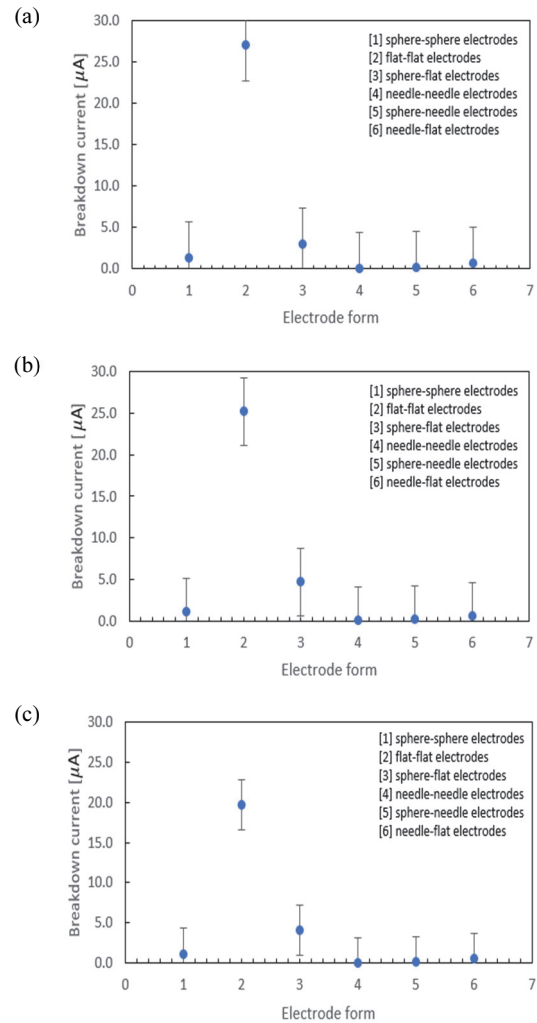 (a)
30.0
25.0
20.0
15.0
10.0
5.0
0.0
Breakdown current [μA]
[1] sphere-sphere electrodes
[2] flat-flat electrodes
[3] sphere-flat electrodes
[4] needle-needle electrodes
[5] sphere-needle electrodes
[6] needle-flat electrodes
0 1 2 3 4 5 6 7
Electrode form
(b)
30.0
25.0
20.0
15.0
10.0
5.0
0.0
Breakdown current [μA]
[1] sphere-sphere electrodes
[2] flat-flat electrodes
[3] sphere-flat electrodes
[4] needle-needle electrodes
[5] sphere-needle electrodes
[6] needle-flat electrodes
0 1 2 3 4 5 6 7
Electrode form
(c)
30.0
25.0
20.0
15.0
10.0
5.0
0.0
Breakdown current [μA]
[1] sphere-sphere electrodes
[2] flat-flat electrodes
[3] sphere-flat electrodes
[4] needle-needle electrodes
[5] sphere-needle electrodes
[6] needle-flat electrodes
0 1 2 3 4 5 6 7
Electrode form